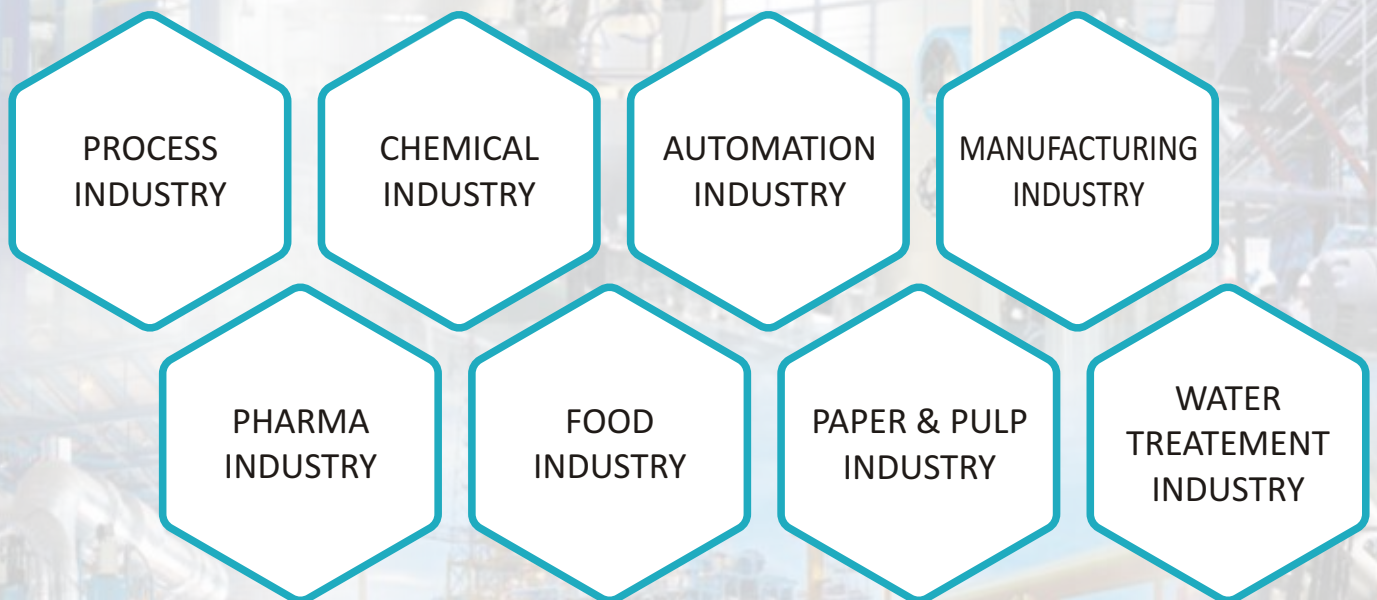 PROCESS
INDUSTRY
CHEMICAL
INDUSTRY
AUTOMATION
INDUSTRY
MANUFACTURING
INDUSTRY
PHARMA
INDUSTRY
FOOD
INDUSTRY
PAPER & PULP
INDUSTRY
WATER
TREATEMENT
INDUSTRY